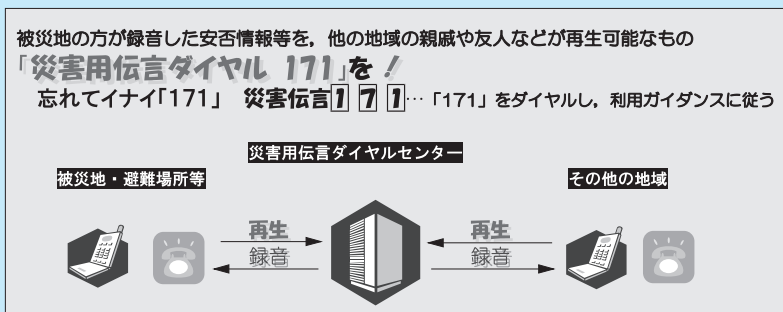 被災地の方が録音した安否情報等を，他の地域の親戚や友人などが再生可能なもの
「災害用伝言ダイヤル 171」を！
忘れてイナイ「171」 災害伝言171…「171」をダイヤルし，利用ガイダンスに従う
災害用伝言ダイヤルセンター
被災地・避難場所等
その他の地域
再生
録音
再生
録音